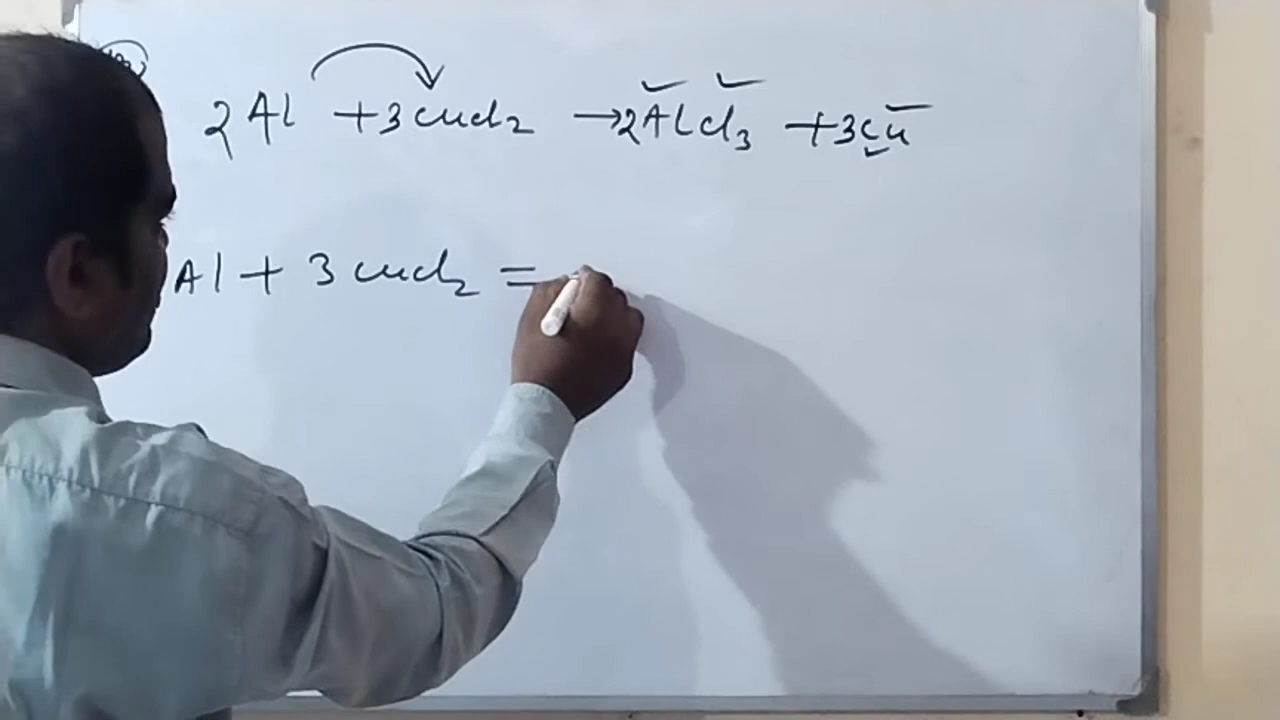 2Al + 3CuCl2 → 2AlCl3 + 3Cu
Al + 3CuCl2 =